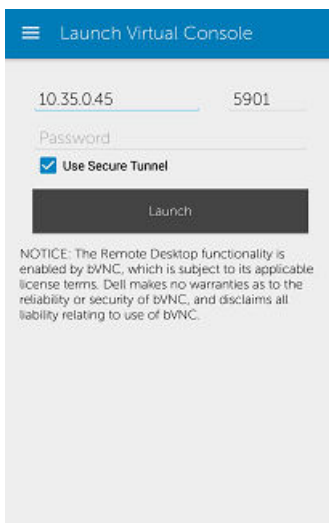 Launch Virtual Console
10.35.0.45 5901
Password
Use Secure Tunnel
Launch
NOTICE: The Remote Desktop functionality is
enabled by bVNC, which is subject to its applicable
license terms. Dell makes no warranties as to the
reliability or security of bVNC, and disclaims all
liability relating to use of bVNC.